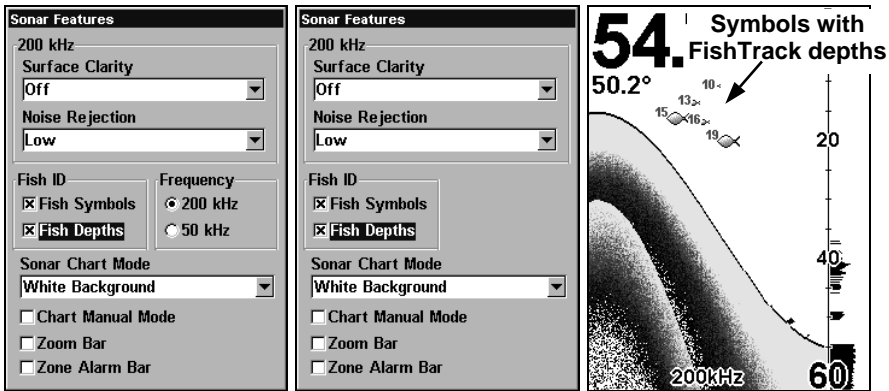 Sonar Features
200 kHz
Surface Clarity
Off
Noise Rejection
Low
Fish ID
Frequency
Fish Symbols
200 kHz
Fish Depths
50 kHz
Sonar Chart Mode
White Background
Chart Manual Mode
Zoom Bar
Zone Alarm Bar
Sonar Features
200 kHz
Surface Clarity
Off
Noise Rejection
Low
Fish ID
Fish Symbols
Fish Depths
Sonar Chart Mode
White Background
Chart Manual Mode
Zoom Bar
Zone Alarm Bar
54.
Symbols with
FishTrack depths
50.2°
10
13
15
16
19
20
40
200kHz
60